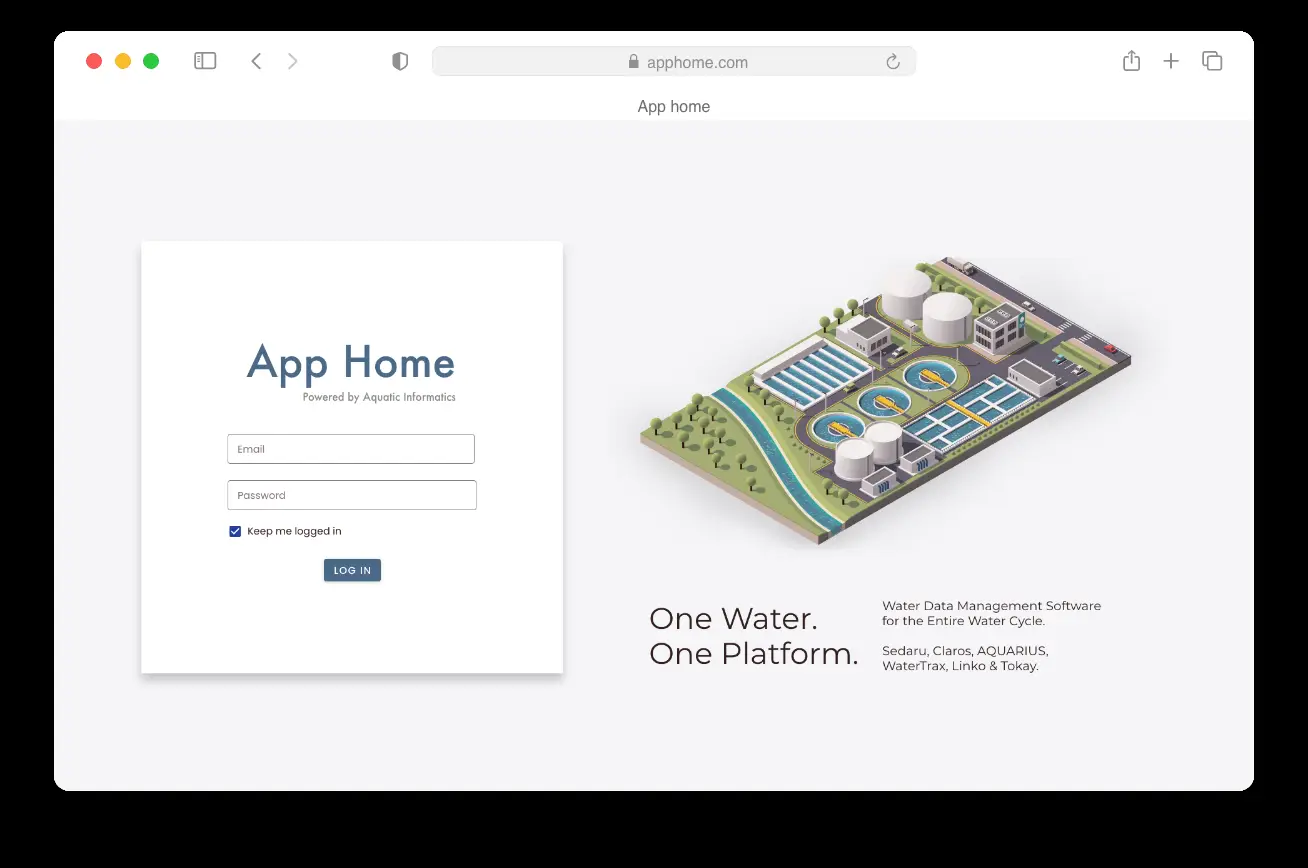 apphome.com
App home
App Home
Powered by Aquatic Informatics
Email
Password
Keep me logged in
LOG IN
One Water.
One Platform.
Water Data Management Software
for the Entire Water Cycle.
Sedaru, Claros, AQUARIUS,
WaterTrax, Linko & Tokay.